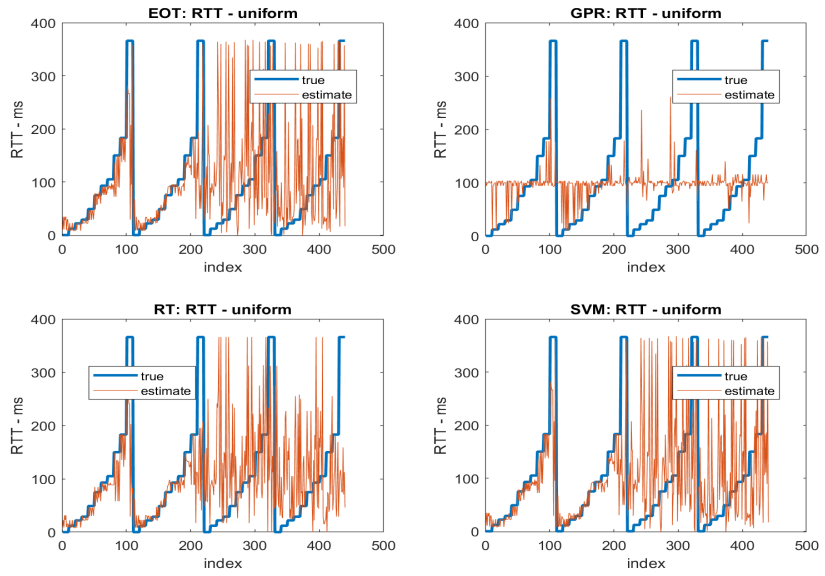 EOT: RTT - uniform
400
300
200
100
0
RTT - ms
0 100 200 300 400 500
index
true
estimate
GPR: RTT - uniform
400
300
200
100
0
RTT - ms
0 100 200 300 400 500
index
true
estimate
RT: RTT - uniform
400
300
200
100
0
RTT - ms
0 100 200 300 400 500
index
true
estimate
SVM: RTT - uniform
400
300
200
100
0
RTT - ms
0 100 200 300 400 500
index
true
estimate